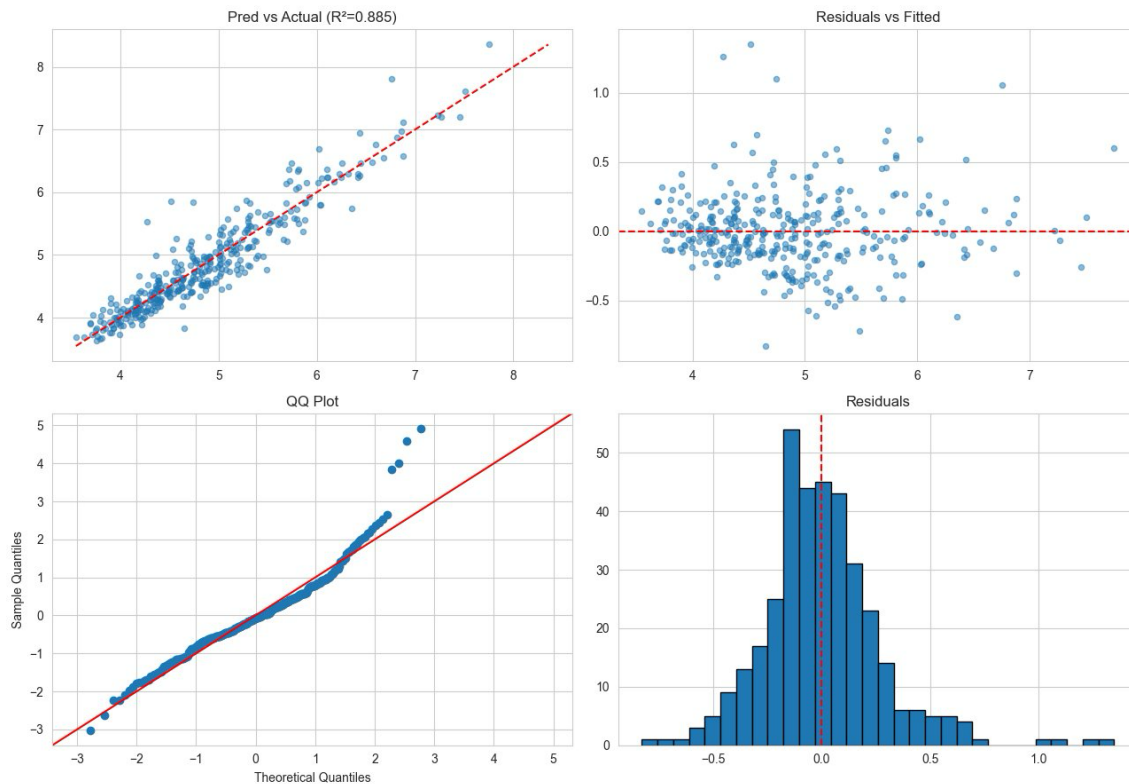 Pred vs Actual (R²=0.885)
8
7
6
5
4
4 5 6 7 8
Residuals vs Fitted
1.0
0.5
0.0
−0.5
4 5 6 7
QQ Plot
5
4
3
2
1
0
−1
−2
−3
Sample Quantiles
−3 −2 −1 0 1 2 3 4 5
Theoretical Quantiles
Residuals
50
40
30
20
10
0
−0.5 0.0 0.5 1.0